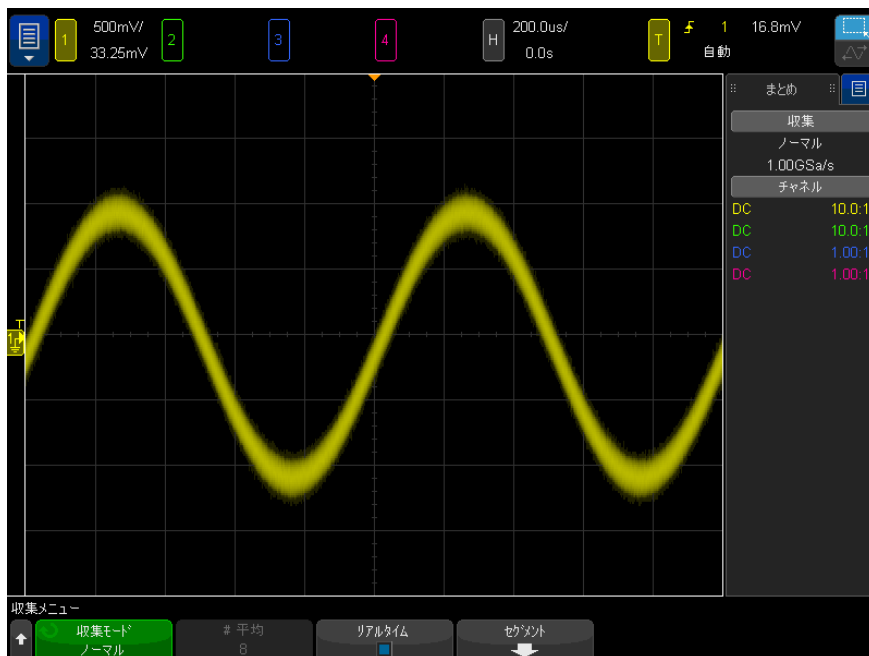 1
500mV/
33.25mV
2
3
4
H
200.0us/
0.0s
T
1
16.8mV
自動
まとめ
収集
ノーマル
1.00GSa/s
チャネル
DC 10.0:1
DC 10.0:1
DC 1.00:1
DC 1.00:1
T
1
収集メニュー
収集モード
ノーマル
# 平均
8
リアルタイム
セグメント